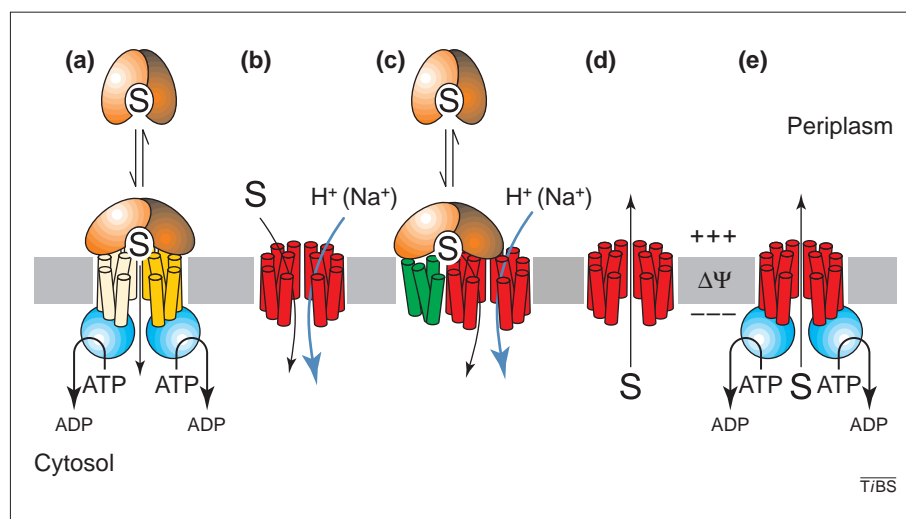 (a) (b) (c) (d) (e)
S S
Periplasm
S H⁺ (Na⁺) H⁺ (Na⁺)
S S
+++
ΔΨ
– – –
ATP ATP S ATP S ATP
ADP ADP ADP ADP
Cytosol
TiBS